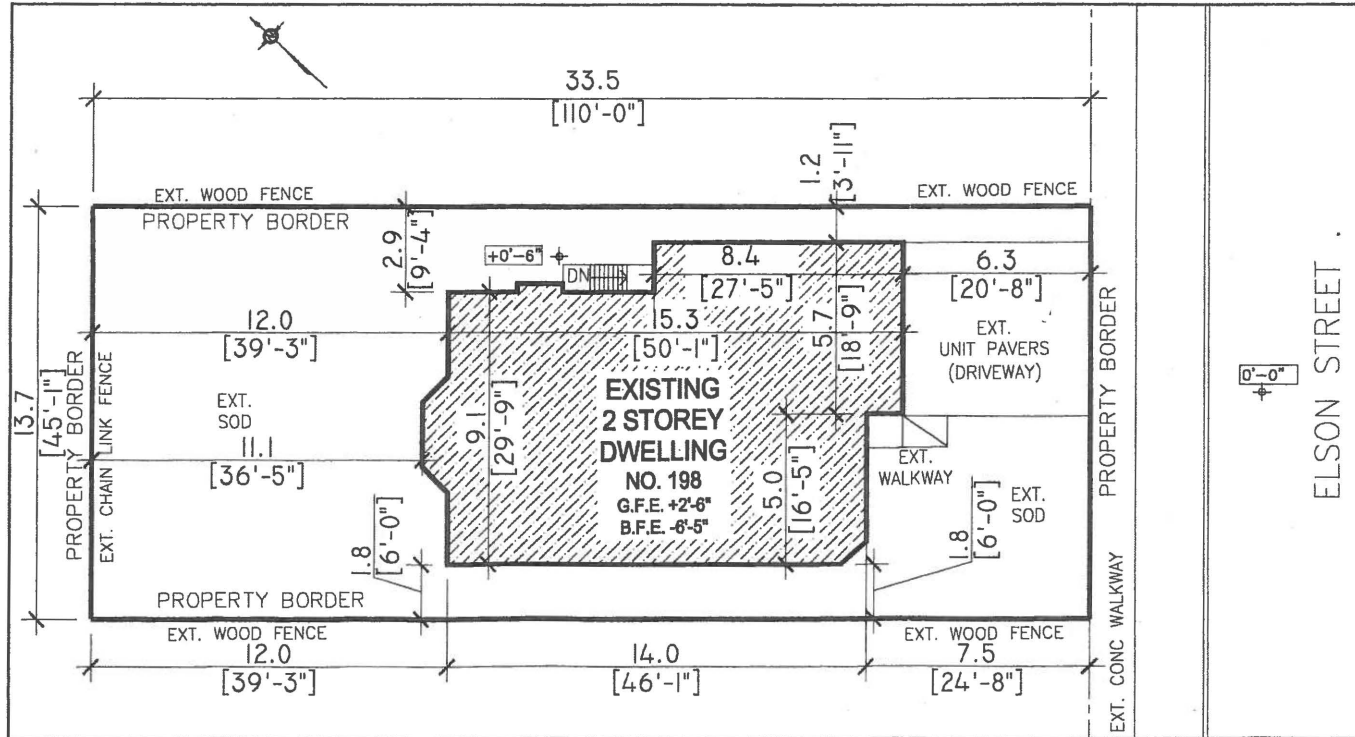 33.5
[110'-0"]
1.2
[3'-11"]
EXT. WOOD FENCE
EXT. WOOD FENCE
PROPERTY BORDER
2.9
[9'-4"]
+0'-6"
DN
8.4
[27'-5"]
6.3
[20'-8"]
12.0
[39'-3"]
15.3
[50'-1"]
5.7
[18'-9"]
EXT.
UNIT PAVERS
(DRIVEWAY)
PROPERTY BORDER
ELSON STREET
0'-0"
13.7
[45'-1"]
PROPERTY BORDER
EXT. CHAIN LINK FENCE
EXT.
SOD
11.1
[36'-5"]
9.1
[29'-9"]
EXISTING
2 STOREY
DWELLING
NO. 198
G.F.E. +2'-6"
B.F.E. -6'-5"
5.0
[16'-5"]
EXT.
WALKWAY
EXT.
SOD
1.8
[6'-0"]
1.8
[6'-0"]
PROPERTY BORDER
EXT. WOOD FENCE
EXT. WOOD FENCE
12.0
[39'-3"]
14.0
[46'-1"]
7.5
[24'-8"]
EXT. CONC WALKWAY